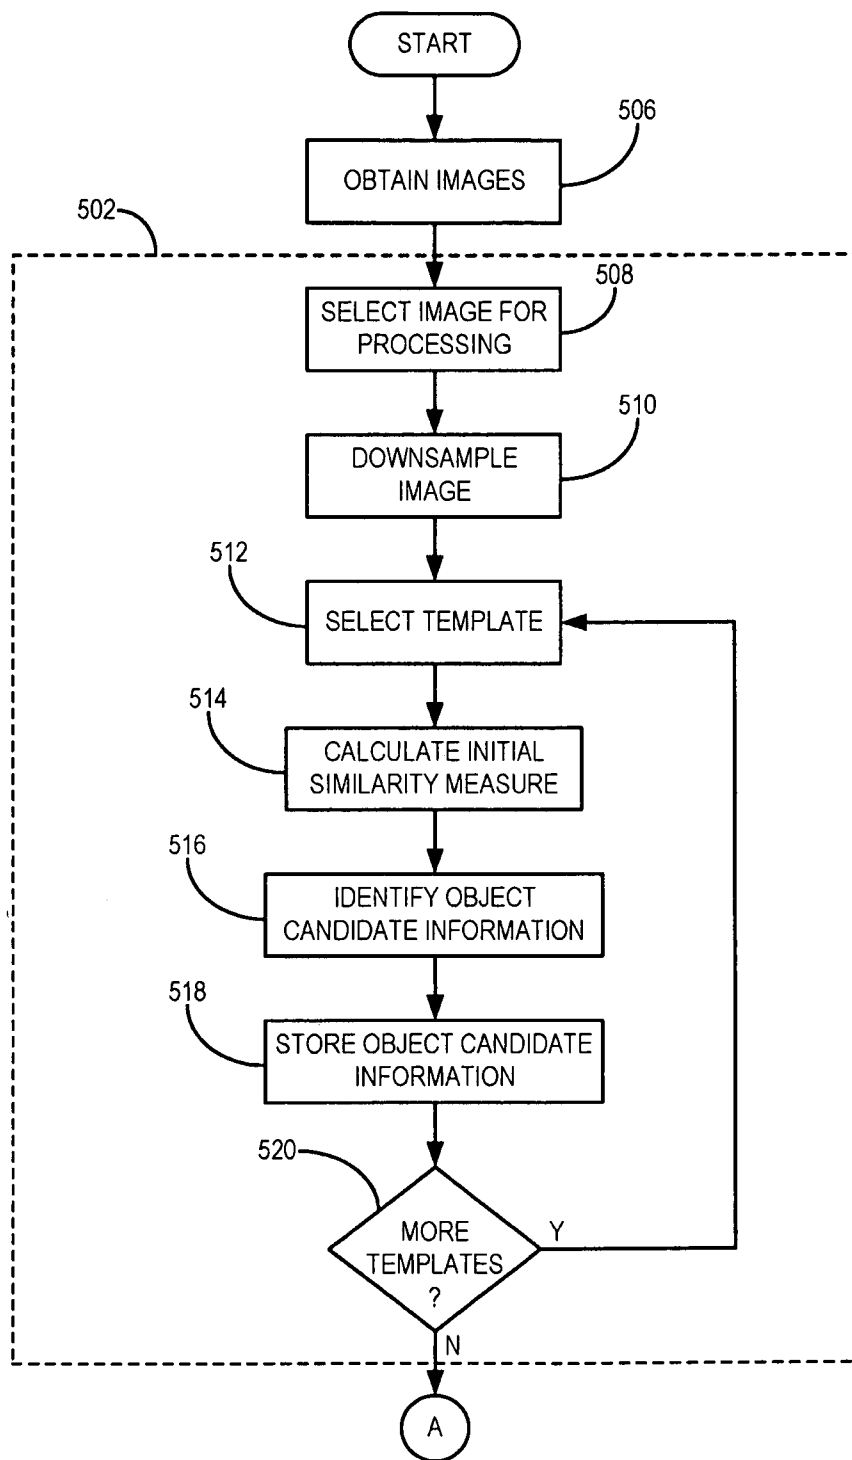 START
506
OBTAIN IMAGES
502
508
SELECT IMAGE FOR
PROCESSING
510
DOWNSAMPLE
IMAGE
512
SELECT TEMPLATE
514
CALCULATE INITIAL
SIMILARITY MEASURE
516
IDENTIFY OBJECT
CANDIDATE INFORMATION
518
STORE OBJECT CANDIDATE
INFORMATION
520
MORE
TEMPLATES
?
Y
N
A